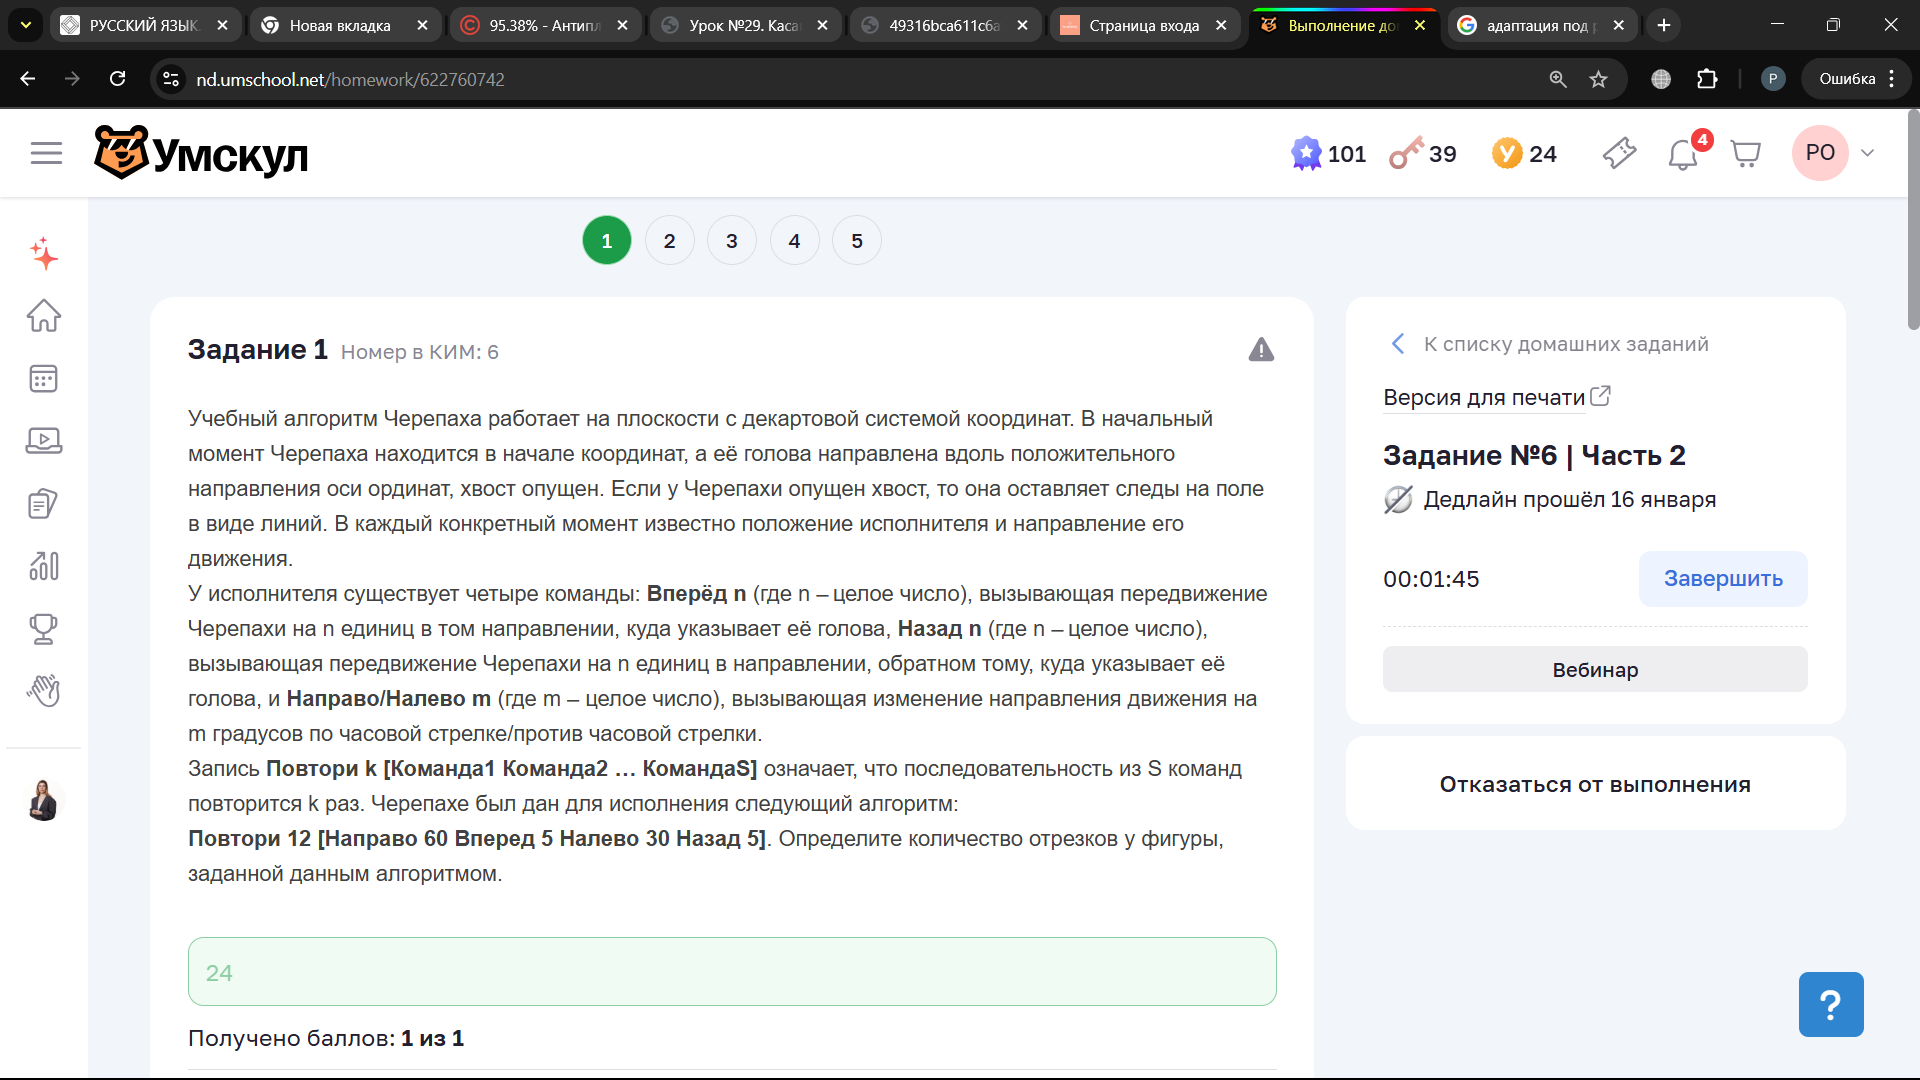 РУССКИЙ ЯЗЫК
Новая вкладка
95.38% - Антипл
Урок №29. Каса
49316bca611c6a
Страница входа
Выполнение до
адаптация под
nd.umschool.net/homework/622760742
P
Ошибка
Умскул
101
39
У
24
4
PO
1
2
3
4
5
Задание 1 Номер в КИМ: 6
Учебный алгоритм Черепаха работает на плоскости с декартовой системой координат. В начальный
момент Черепаха находится в начале координат, а её голова направлена вдоль положительного
направления оси ординат, хвост опущен. Если у Черепахи опущен хвост, то она оставляет следы на поле
в виде линий. В каждый конкретный момент известно положение исполнителя и направление его
движения.
У исполнителя существует четыре команды: Вперёд n (где n – целое число), вызывающая передвижение
Черепахи на n единиц в том направлении, куда указывает её голова, Назад n (где n – целое число),
вызывающая передвижение Черепахи на n единиц в направлении, обратном тому, куда указывает её
голова, и Направо/Налево m (где m – целое число), вызывающая изменение направления движения на
m градусов по часовой стрелке/против часовой стрелки.
Запись Повтори k [Команда1 Команда2 … КомандаS] означает, что последовательность из S команд
повторится k раз. Черепахе был дан для исполнения следующий алгоритм:
Повтори 12 [Направо 60 Вперед 5 Налево 30 Назад 5]. Определите количество отрезков у фигуры,
заданной данным алгоритмом.
24
Получено баллов: 1 из 1
К списку домашних заданий
Версия для печати
Задание №6 | Часть 2
Дедлайн прошёл 16 января
00:01:45
Завершить
Вебинар
Отказаться от выполнения
?